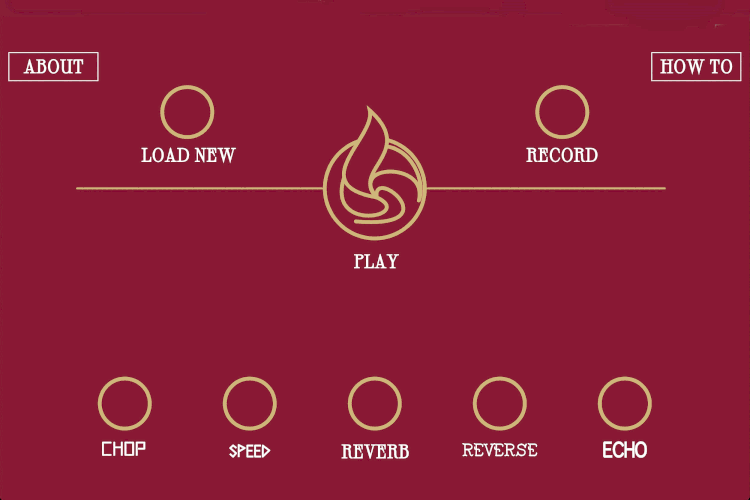 ABOUT
HOW TO
LOAD NEW
RECORD
PLAY
CHOP
SPEED
REVERB
REVERSE
ECHO